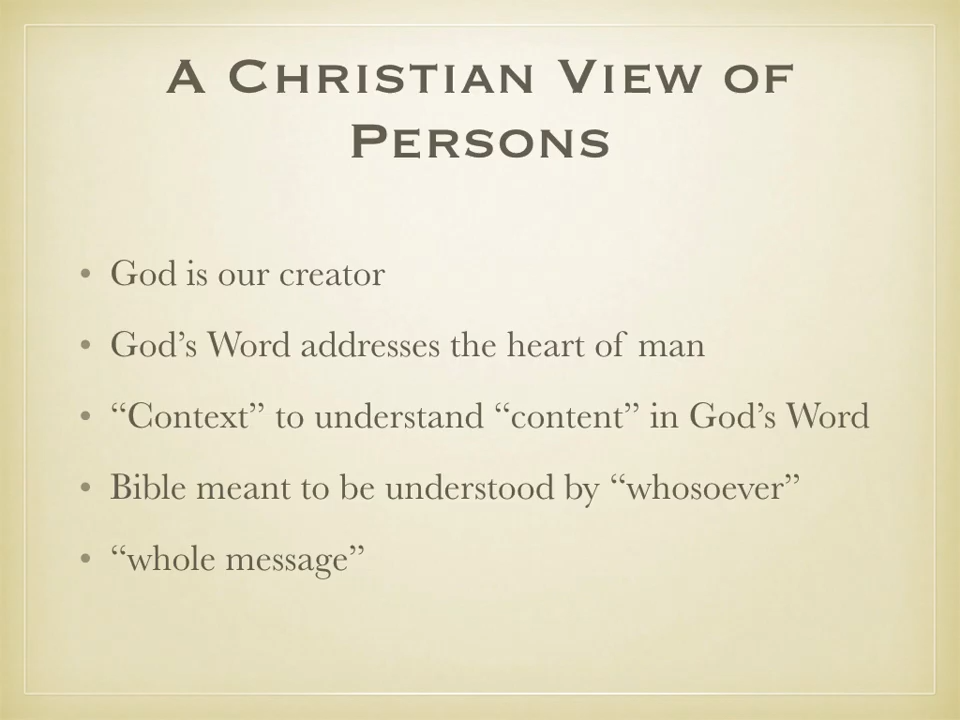 A Christian View of
Persons
• God is our creator
• God’s Word addresses the heart of man
• “Context” to understand “content” in God’s Word
• Bible meant to be understood by “whosoever”
• “whole message”